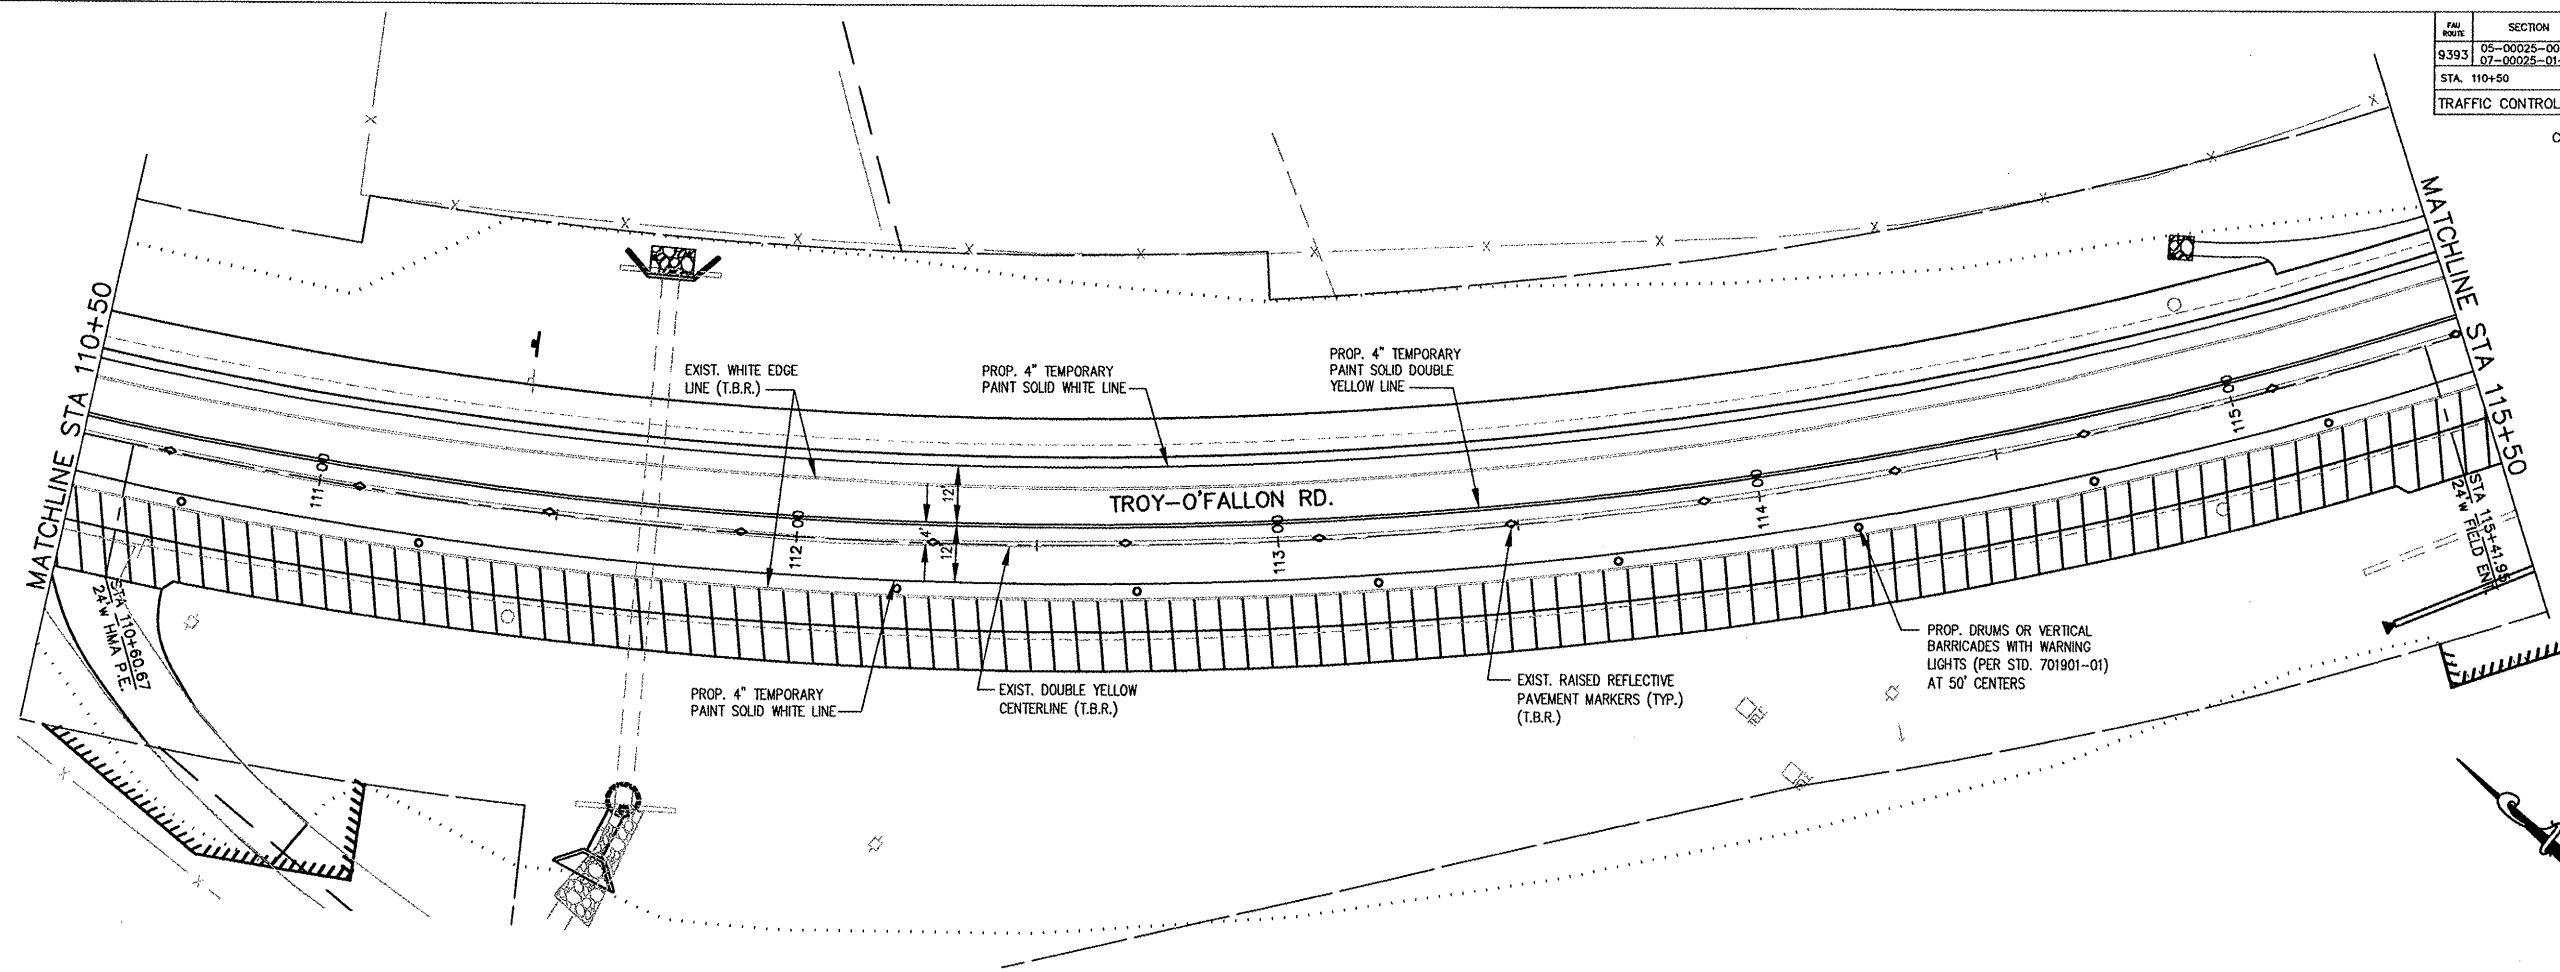 FAU ROUTE
SECTION
9393
05-00025-00
07-00025-01-
STA. 110+50
TRAFFIC CONTROL
C
MATCHLINE STA 110+50
MATCHLINE STA 115+50
EXIST. WHITE EDGE
LINE (T.B.R.)
PROP. 4" TEMPORARY
PAINT SOLID WHITE LINE
PROP. 4" TEMPORARY
PAINT SOLID DOUBLE
YELLOW LINE
TROY-O'FALLON RD.
111+00
112+00
113+00
114+00
115+00
12'
4'
12'
STA 110+60.67
24'w HMA P.E.
STA 115+41.95
24'w FIELD ENT
PROP. 4" TEMPORARY
PAINT SOLID WHITE LINE
EXIST. DOUBLE YELLOW
CENTERLINE (T.B.R.)
EXIST. RAISED REFLECTIVE
PAVEMENT MARKERS (TYP.)
(T.B.R.)
PROP. DRUMS OR VERTICAL
BARRICADES WITH WARNING
LIGHTS (PER STD. 701901-01)
AT 50' CENTERS